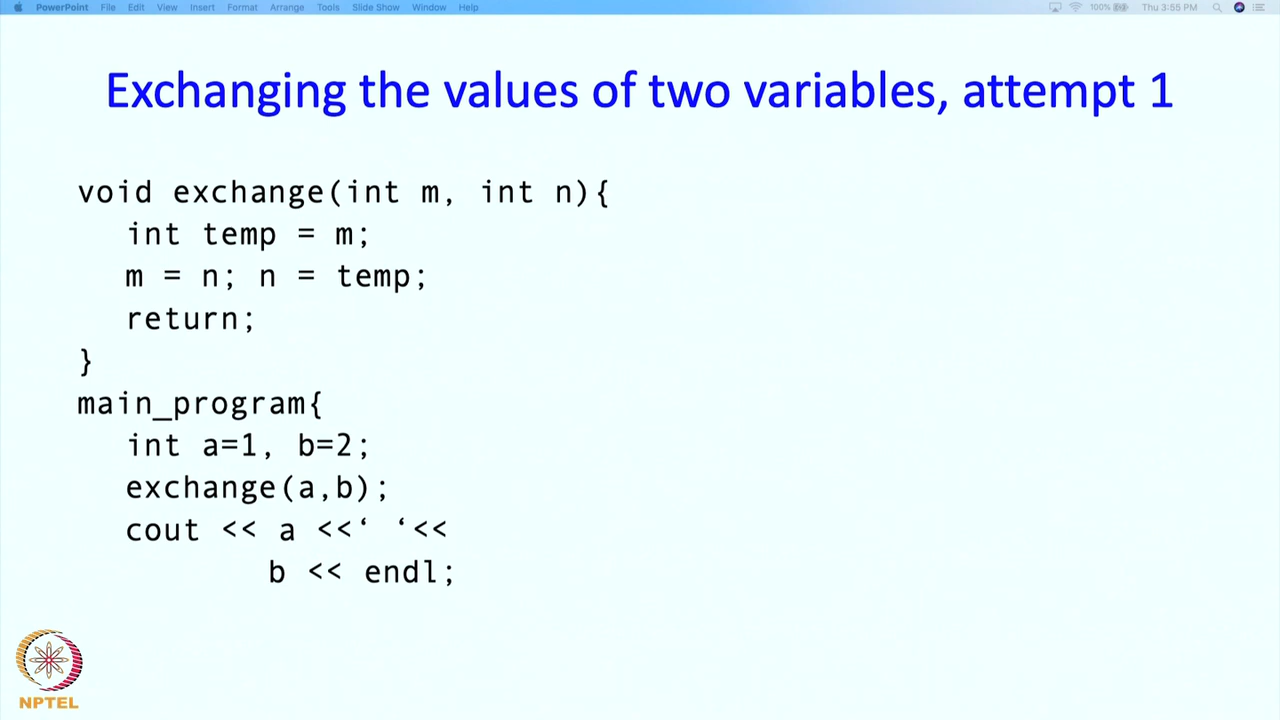 PowerPoint File Edit View Insert Format Arrange Tools Slide Show Window Help 100% Thu 3:55 PM
Exchanging the values of two variables, attempt 1
void exchange(int m, int n){
int temp = m;
m = n; n = temp;
return;
}
main_program{
int a=1, b=2;
exchange(a,b);
cout << a <<‘ ‘<<
b << endl;
NPTEL